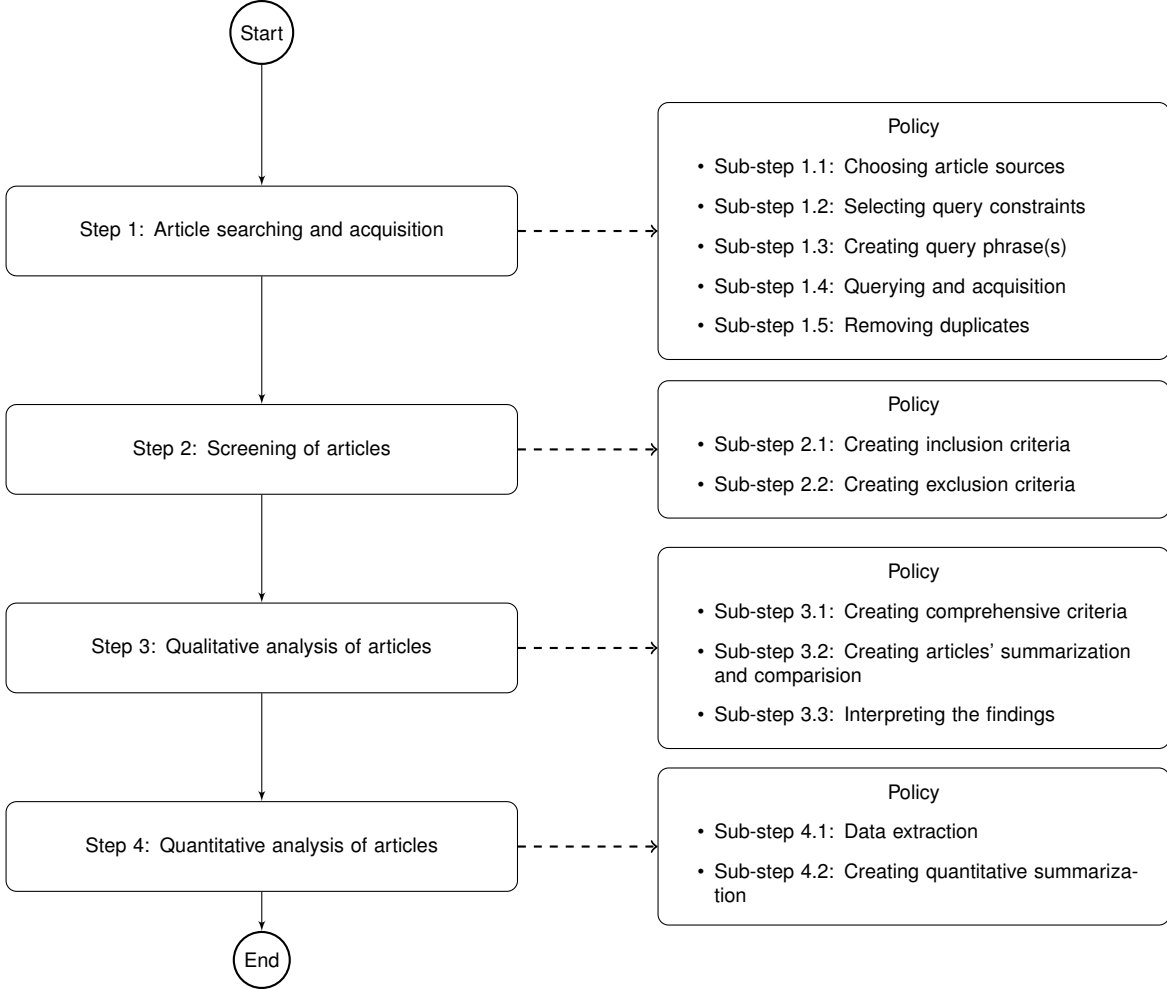 Start
Step 1: Article searching and acquisition
Policy
• Sub-step 1.1: Choosing article sources
• Sub-step 1.2: Selecting query constraints
• Sub-step 1.3: Creating query phrase(s)
• Sub-step 1.4: Querying and acquisition
• Sub-step 1.5: Removing duplicates
Step 2: Screening of articles
Policy
• Sub-step 2.1: Creating inclusion criteria
• Sub-step 2.2: Creating exclusion criteria
Step 3: Qualitative analysis of articles
Policy
• Sub-step 3.1: Creating comprehensive criteria
• Sub-step 3.2: Creating articles' summarization
and comparision
• Sub-step 3.3: Interpreting the findings
Step 4: Quantitative analysis of articles
Policy
• Sub-step 4.1: Data extraction
• Sub-step 4.2: Creating quantitative summariza-
tion
End